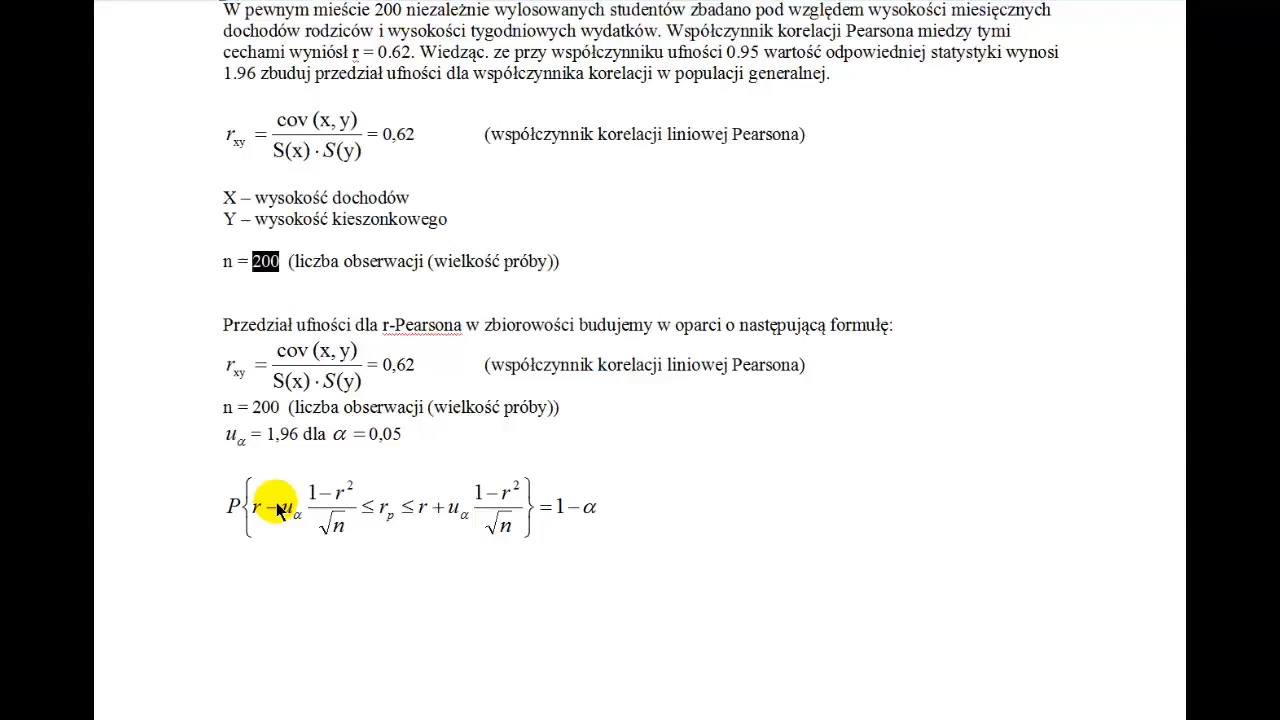 W pewnym mieście 200 niezależnie wylosowanych studentów zbadano pod względem wysokości miesięcznych
dochodów rodziców i wysokości tygodniowych wydatków. Współczynnik korelacji Pearsona miedzy tymi
cechami wyniósł r = 0.62. Wiedząc. ze przy współczynniku ufności 0.95 wartość odpowiedniej statystyki wynosi
1.96 zbuduj przedział ufności dla współczynnika korelacji w populacji generalnej.
r_xy = cov (x, y) / S(x) · S(y) = 0,62 (współczynnik korelacji liniowej Pearsona)
X – wysokość dochodów
Y – wysokość kieszonkowego
n = 200 (liczba obserwacji (wielkość próby))
Przedział ufności dla r-Pearsona w zbiorowości budujemy w oparci o następującą formułę:
r_xy = cov (x, y) / S(x) · S(y) = 0,62 (współczynnik korelacji liniowej Pearsona)
n = 200 (liczba obserwacji (wielkość próby))
u_α = 1,96 dla α = 0,05
P{r − u_α (1 − r²)/√n ≤ r_p ≤ r + u_α (1 − r²)/√n} = 1 − α